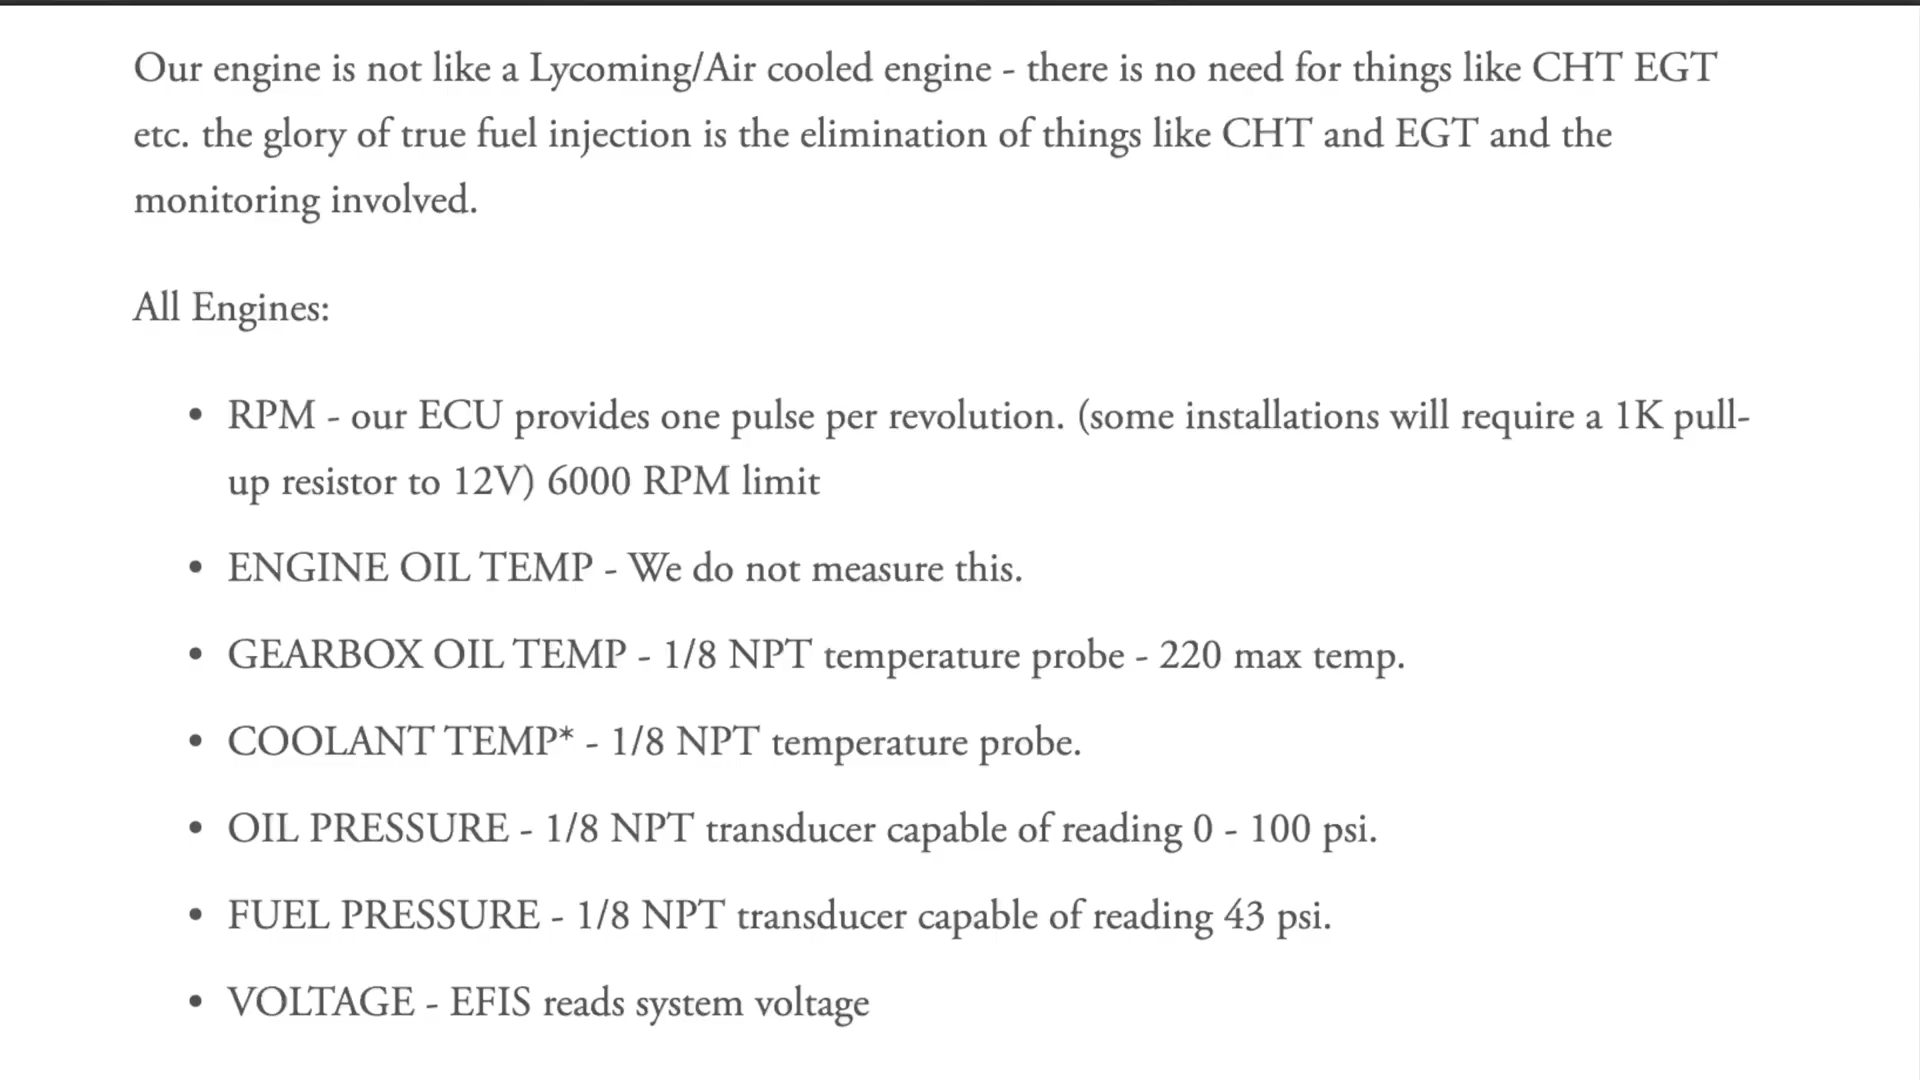 Our engine is not like a Lycoming/Air cooled engine - there is no need for things like CHT EGT
etc. the glory of true fuel injection is the elimination of things like CHT and EGT and the
monitoring involved.
All Engines:
• RPM - our ECU provides one pulse per revolution. (some installations will require a 1K pull-
up resistor to 12V) 6000 RPM limit
• ENGINE OIL TEMP - We do not measure this.
• GEARBOX OIL TEMP - 1/8 NPT temperature probe - 220 max temp.
• COOLANT TEMP* - 1/8 NPT temperature probe.
• OIL PRESSURE - 1/8 NPT transducer capable of reading 0 - 100 psi.
• FUEL PRESSURE - 1/8 NPT transducer capable of reading 43 psi.
• VOLTAGE - EFIS reads system voltage